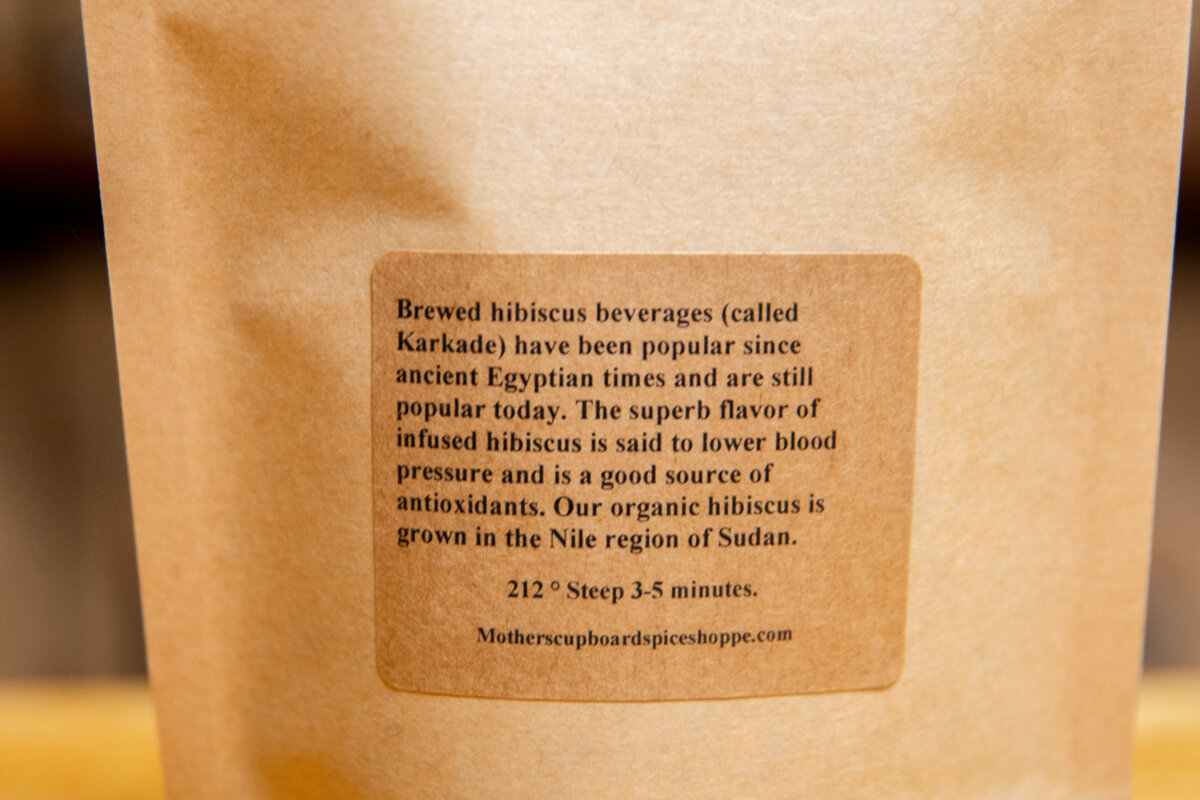 Brewed hibiscus beverages (called
Karkade) have been popular since
ancient Egyptian times and are still
popular today. The superb flavor of
infused hibiscus is said to lower blood
pressure and is a good source of
antioxidants. Our organic hibiscus is
grown in the Nile region of Sudan.
212 ° Steep 3-5 minutes.
Motherscupboardspiceshoppe.com